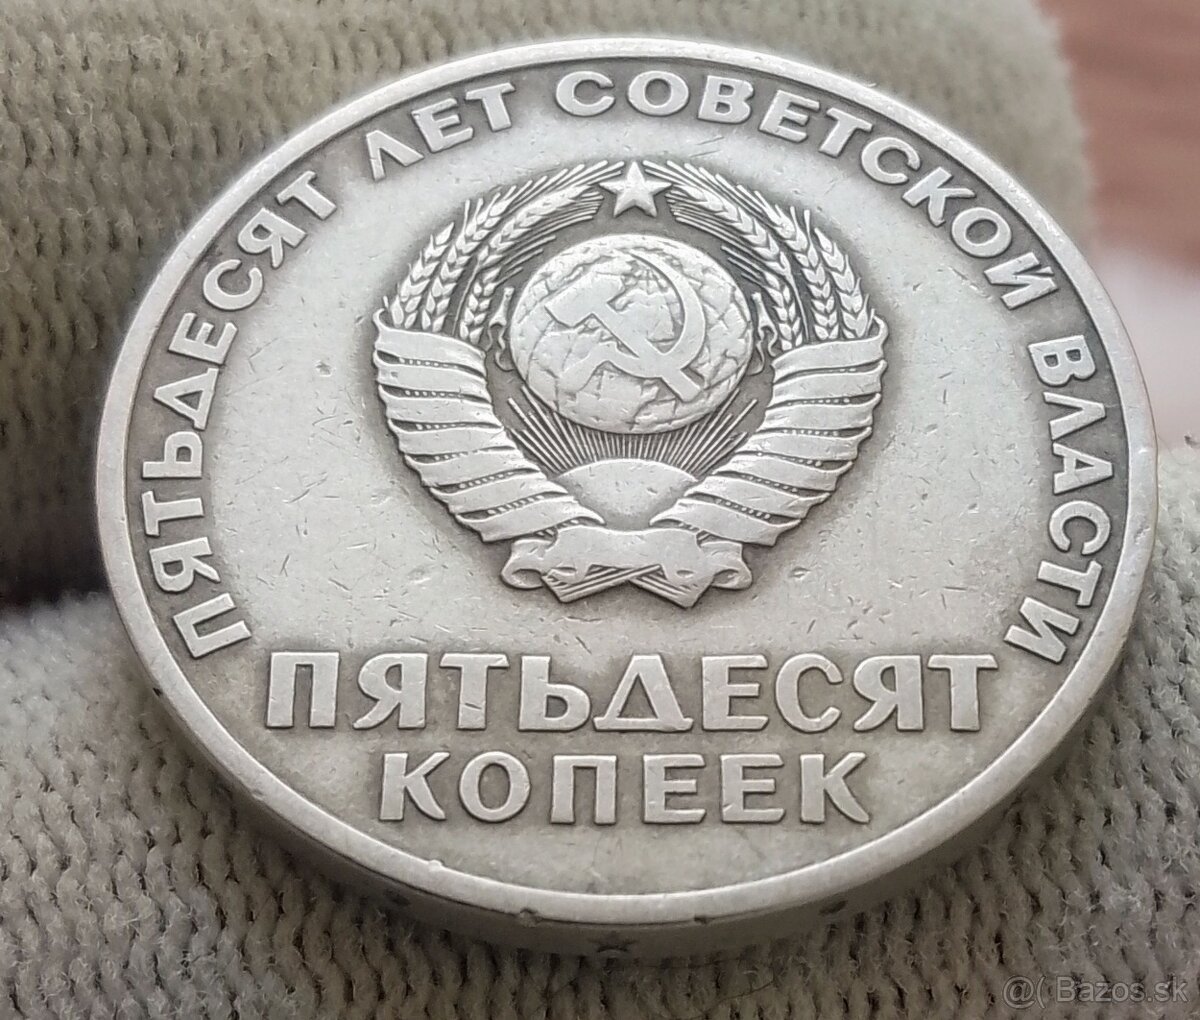 ПЯТЬДЕСЯТ ЛЕТ СОВЕТСКОЙ ВЛАСТИ
ПЯТЬДЕСЯТ
КОПЕЕК
@( Bazos.sk